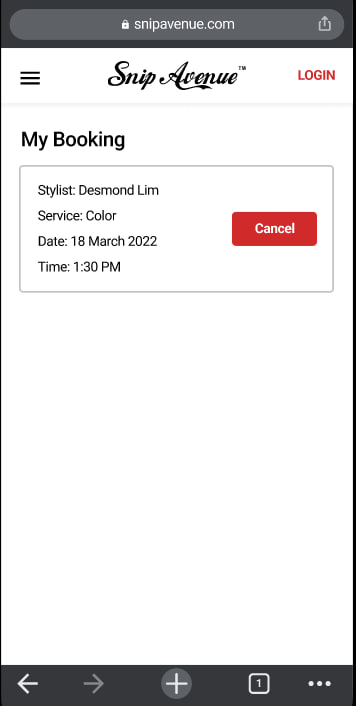 snipavenue.com
Snip Avenue™
LOGIN
My Booking
Stylist: Desmond Lim
Service: Color
Date: 18 March 2022
Time: 1:30 PM
Cancel
1